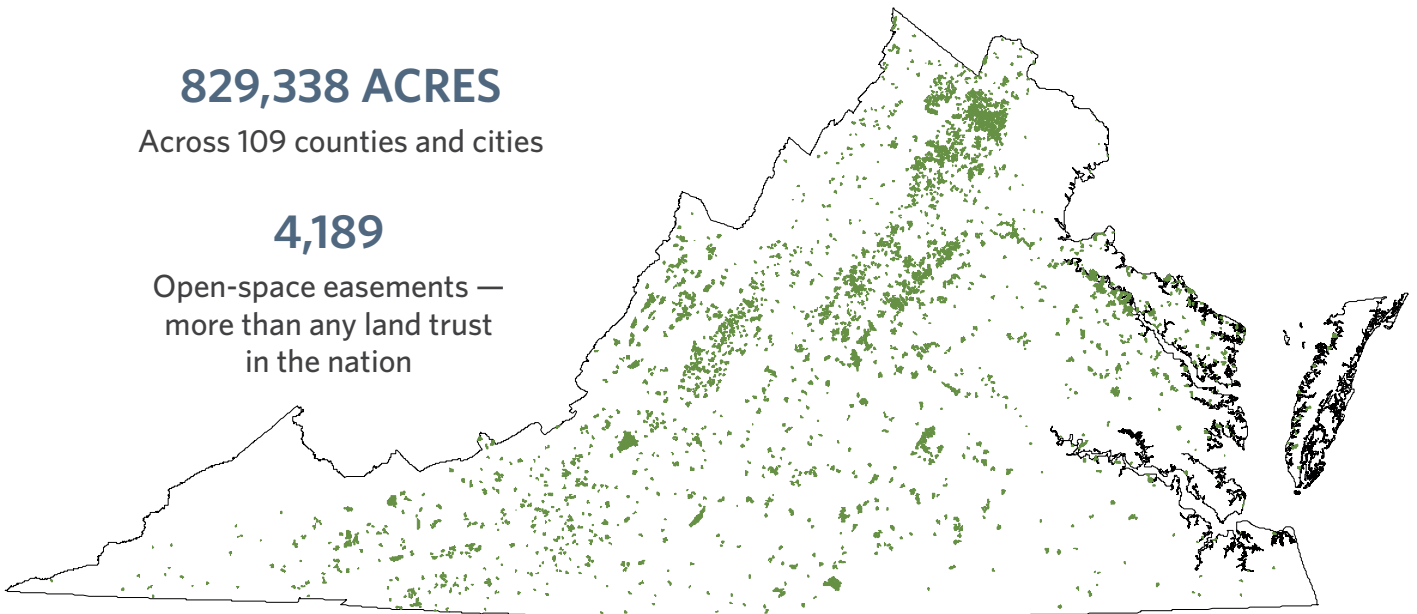 829,338 ACRES
Across 109 counties and cities
4,189
Open-space easements —
more than any land trust
in the nation